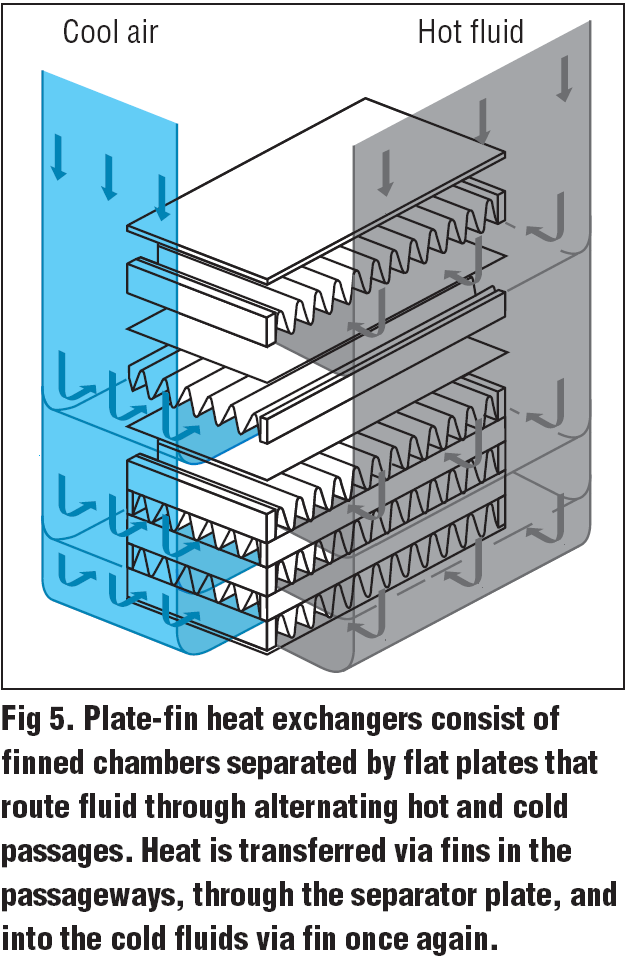 Cool air
Hot fluid
Fig 5. Plate-fin heat exchangers consist of
finned chambers separated by flat plates that
route fluid through alternating hot and cold
passages. Heat is transferred via fins in the
passageways, through the separator plate, and
into the cold fluids via fin once again.